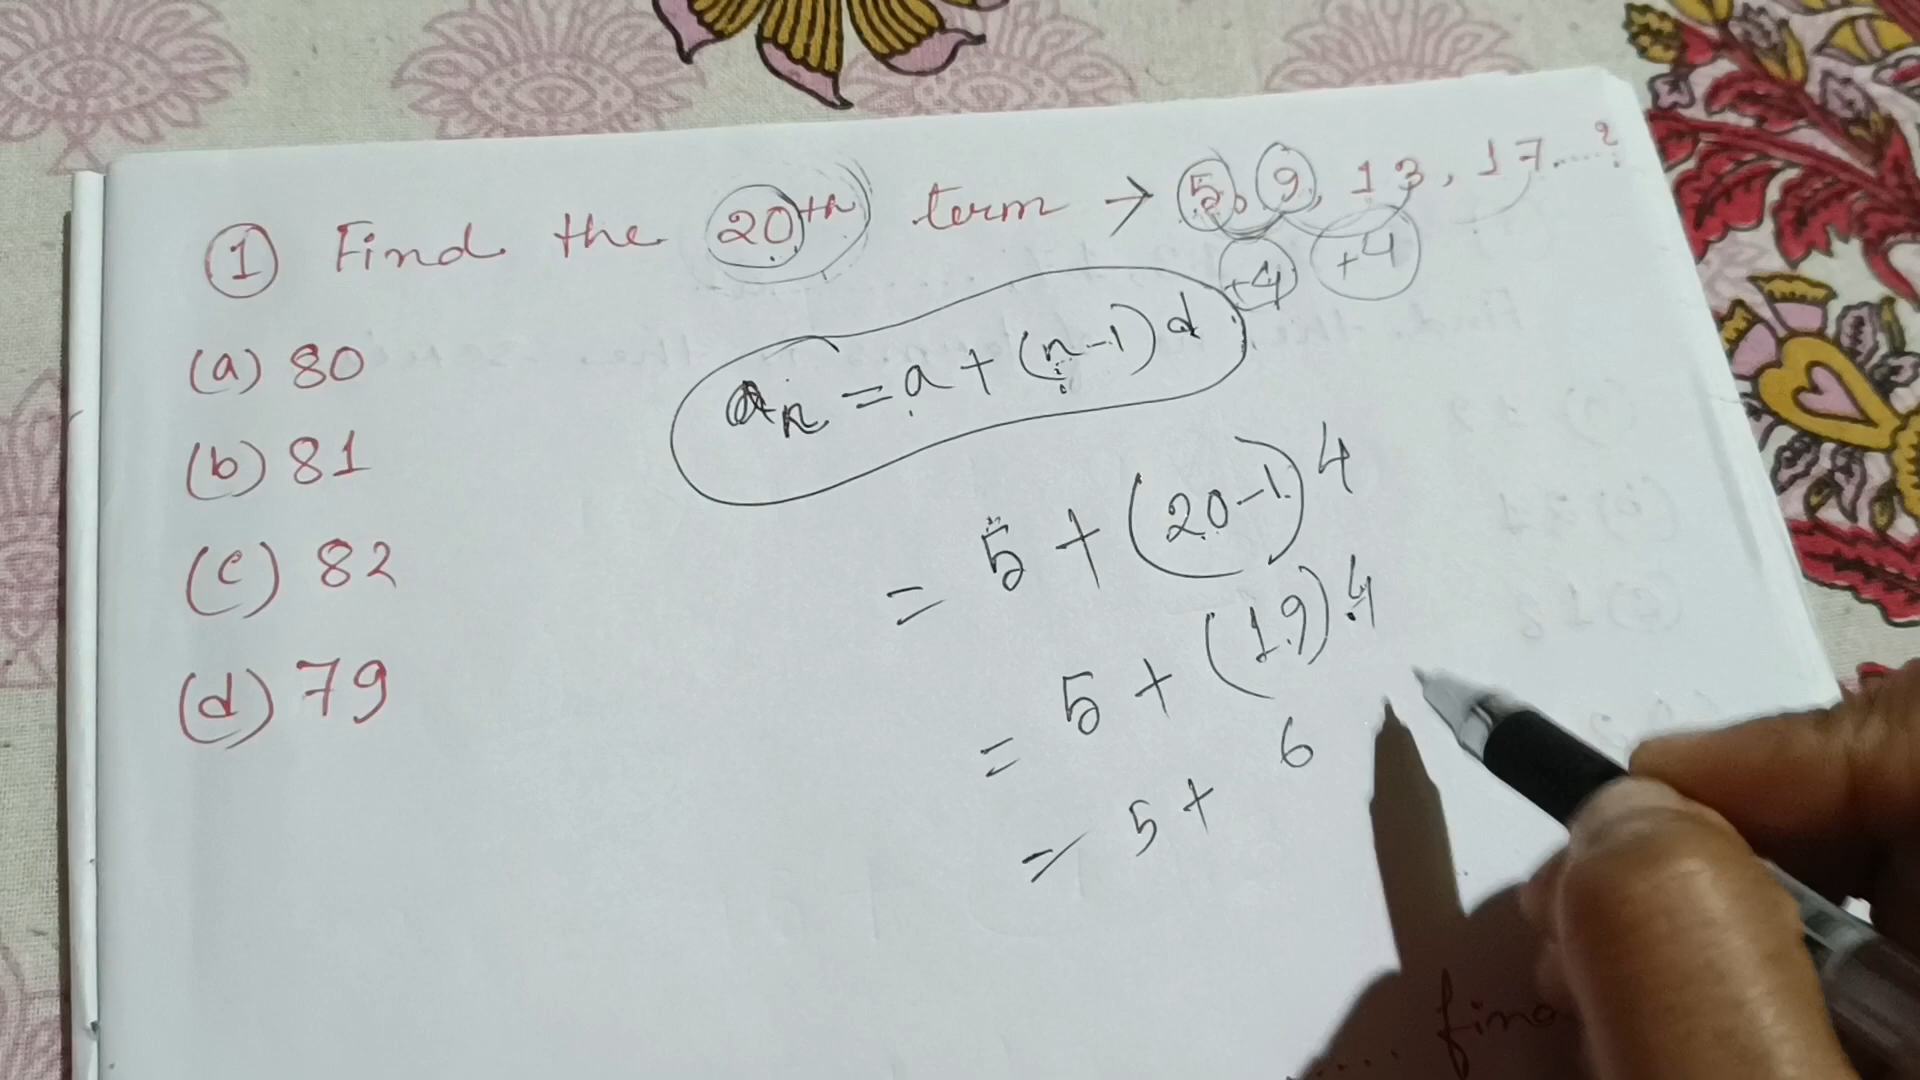 ① Find the 20th term → 5, 9, 13, 17.....?
+4 +4
(a) 80
(b) 81
(c) 82
(d) 79
an = a + (n-1) d
= 5 + (20-1) 4
= 5 + (19) 4
= 5 + 6
.... find